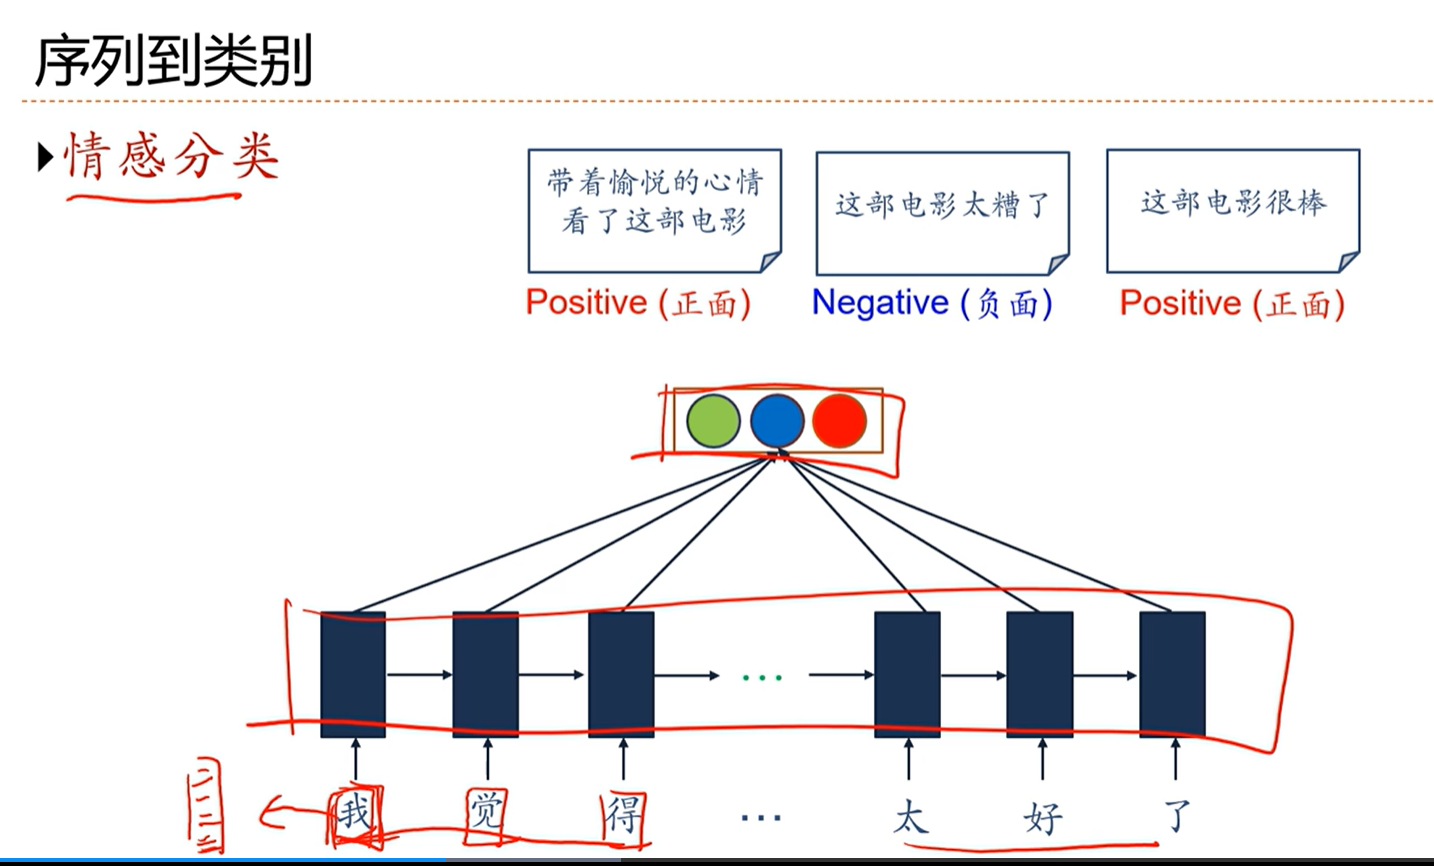 序列到类别
情感分类
带着愉悦的心情
看了这部电影
Positive (正面)
这部电影太糟了
Negative (负面)
这部电影很棒
Positive (正面)
...
我 觉 得 ... 太 好 了